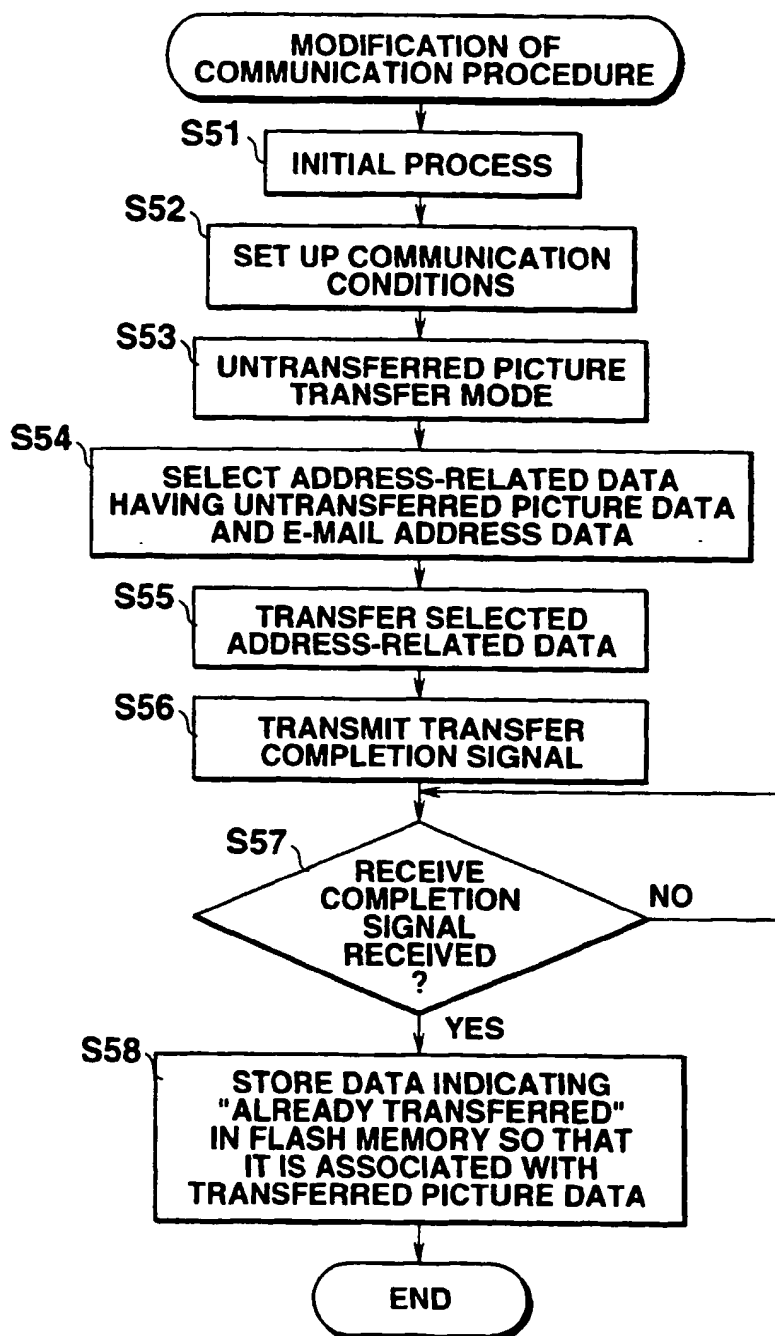 MODIFICATION OF
COMMUNICATION PROCEDURE
S51
INITIAL PROCESS
S52
SET UP COMMUNICATION
CONDITIONS
S53
UNTRANSFERRED PICTURE
TRANSFER MODE
S54
SELECT ADDRESS-RELATED DATA
HAVING UNTRANSFERRED PICTURE DATA
AND E-MAIL ADDRESS DATA
S55
TRANSFER SELECTED
ADDRESS-RELATED DATA
S56
TRANSMIT TRANSFER
COMPLETION SIGNAL
S57
RECEIVE
COMPLETION
SIGNAL
RECEIVED
?
NO
YES
S58
STORE DATA INDICATING
"ALREADY TRANSFERRED"
IN FLASH MEMORY SO THAT
IT IS ASSOCIATED WITH
TRANSFERRED PICTURE DATA
END